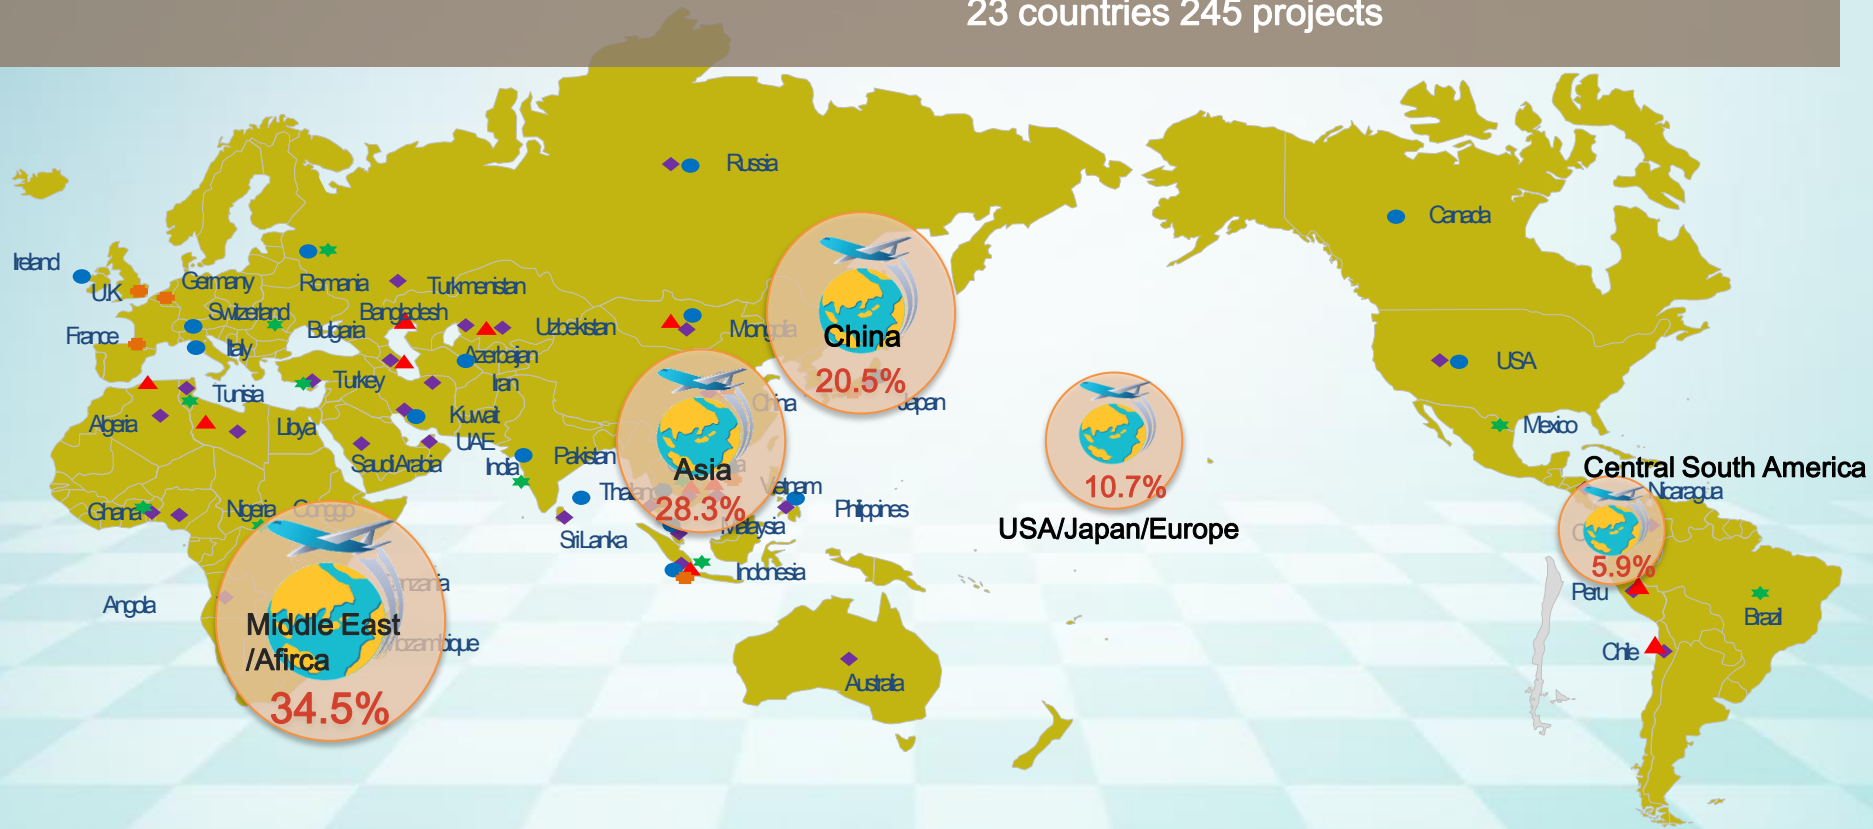 23 countries 245 projects
Russia
Canada
Ireland
U.K
Germany
Romania
Turkmenistan
Switzerland
Bangladesh
Bulgaria
Uzbekistan
Mongolia
France
Italy
Azerbaijan
China
20.5%
USA
Turkey
Iran
Tunisia
China
Japan
Algeria
Libya
Kuwait
UAE
Mexico
Saudi Arabia
India
Pakistan
Asia
28.3%
10.7%
USA/Japan/Europe
Central South America
Nicaragua
Vietnam
Ghana
Nigeria
Conggo
Philippines
Malaysia
Sri Lanka
5.9%
Indonesia
Peru
Angola
Brazil
Middle East
/Afirca
34.5%
Chile
Australia